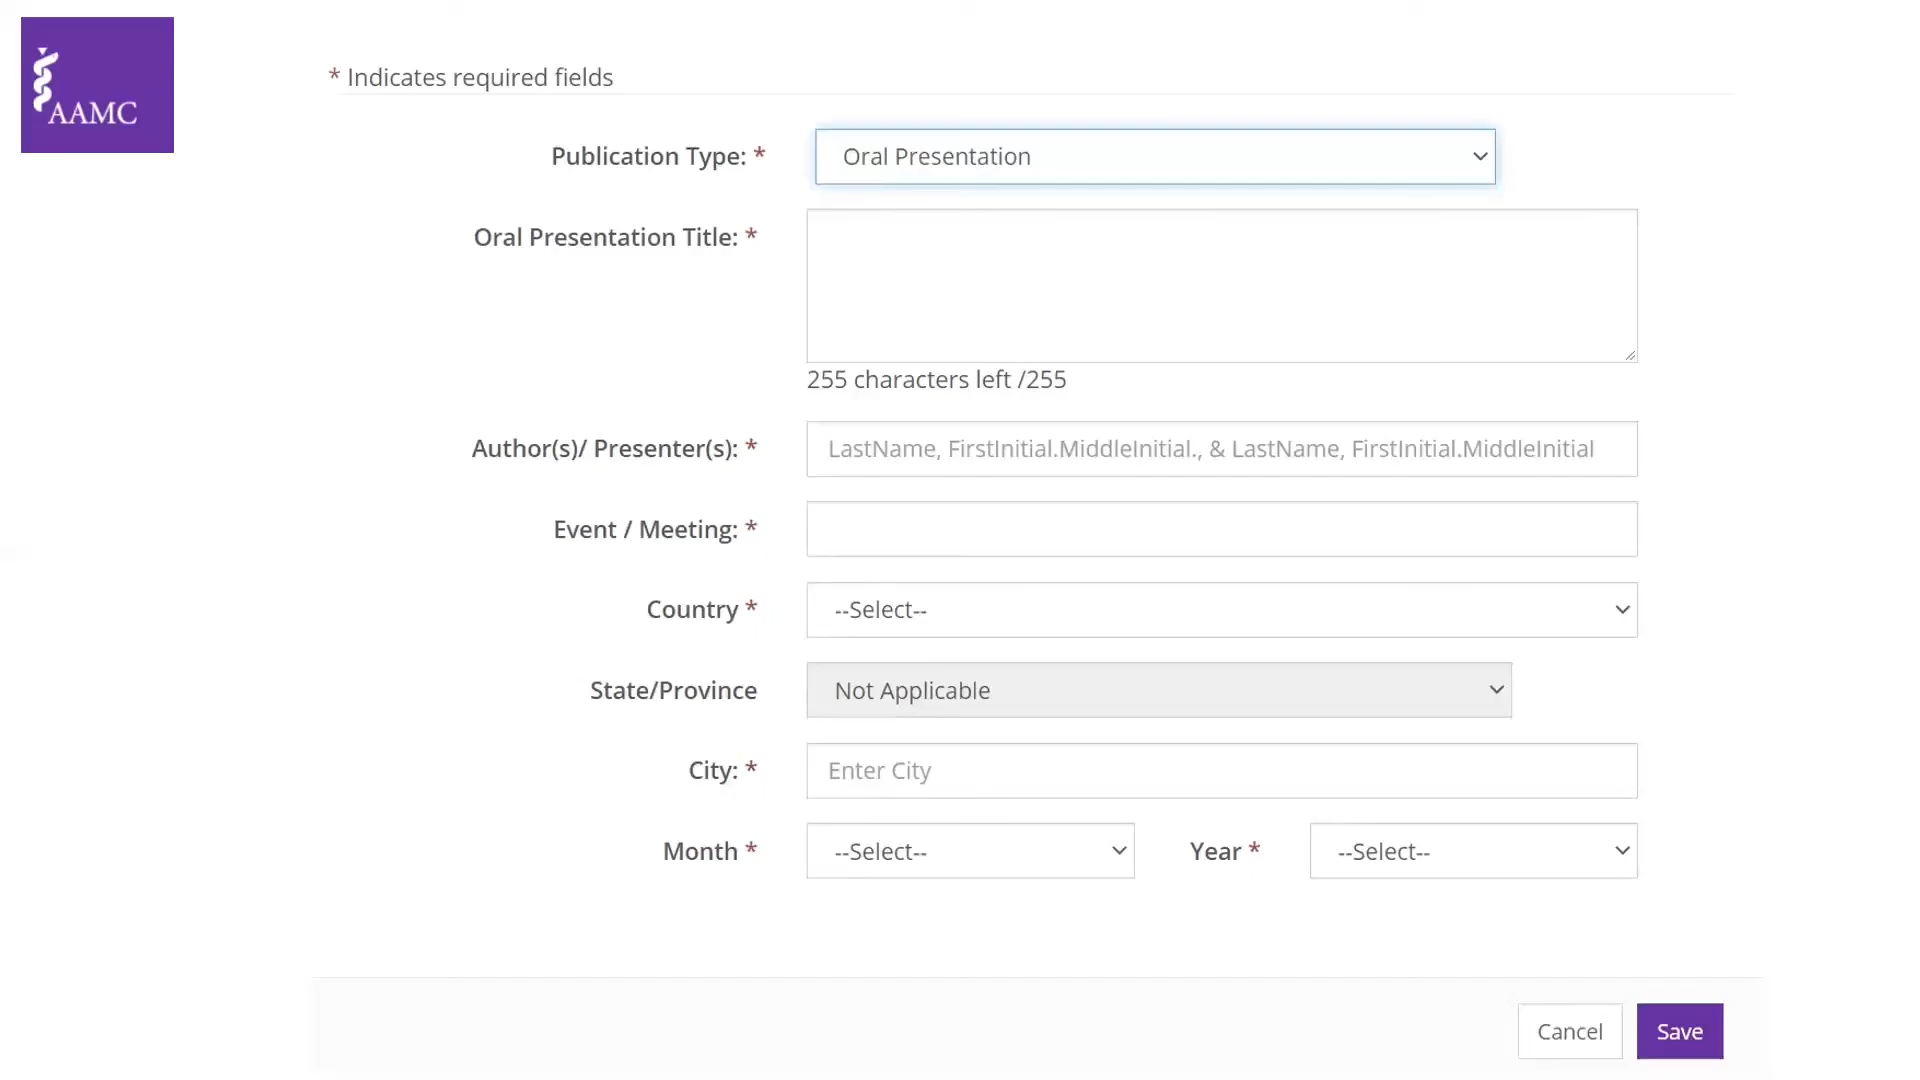 AAMC
* Indicates required fields
Publication Type: * Oral Presentation
Oral Presentation Title: *
255 characters left /255
Author(s)/ Presenter(s): * LastName, FirstInitial.MiddleInitial., & LastName, FirstInitial.MiddleInitial
Event / Meeting: *
Country * --Select--
State/Province Not Applicable
City: * Enter City
Month * --Select-- Year * --Select--
Cancel Save